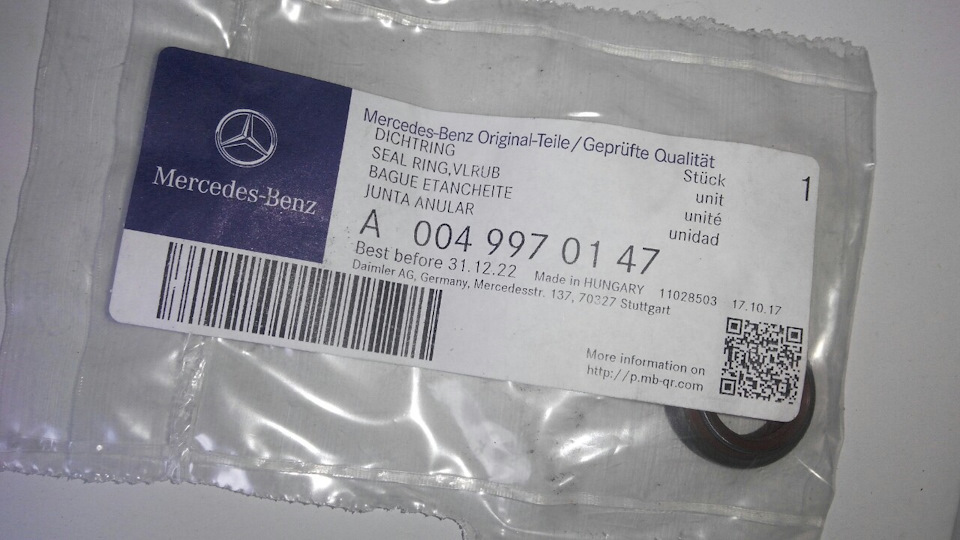 Mercedes-Benz
Mercedes-Benz Original-Teile/Geprüfte Qualität
DICHTRING
SEAL RING,VLRUB
BAGUE ETANCHEITE
JUNTA ANULAR
Stück
unit
unité
unidad
1
A 004 997 01 47
Best before 31.12.22 Made in HUNGARY 11028503 17.10.17
Daimler AG, Germany, Mercedesstr. 137, 70327 Stuttgart
More information on
http://p.mb-qr.com